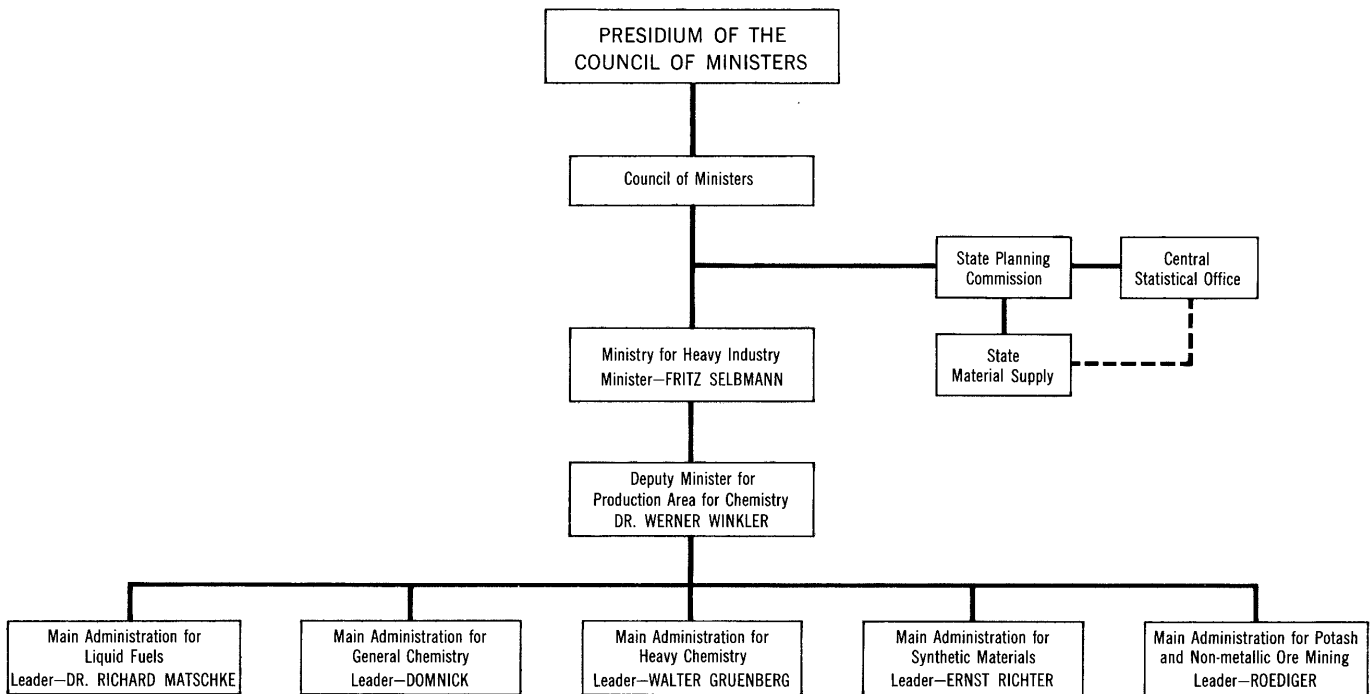 PRESIDIUM OF THE
COUNCIL OF MINISTERS
Council of Ministers
State Planning
Commission
Central
Statistical Office
Ministry for Heavy Industry
Minister—FRITZ SELBMANN
State
Material Supply
Deputy Minister for
Production Area for Chemistry
DR. WERNER WINKLER
Main Administration for
Liquid Fuels
Leader—DR. RICHARD MATSCHKE
Main Administration for
General Chemistry
Leader—DOMNICK
Main Administration for
Heavy Chemistry
Leader—WALTER GRUENBERG
Main Administration for
Synthetic Materials
Leader—ERNST RICHTER
Main Administration for Potash
and Non-metallic Ore Mining
Leader—ROEDIGER